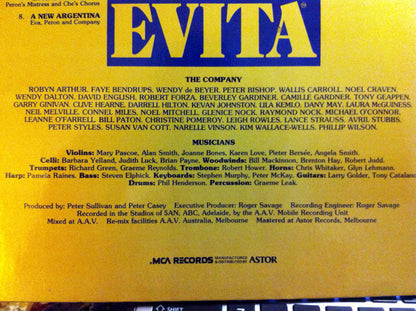 Peron's Mistress and Che's Chorus
8. A NEW ARGENTINA
Eva, Peron and Company
EVITA
THE COMPANY
ROBYN ARTHUR. FAYE BENDRUPS. WENDY de BEYER. PETER BISHOP. WALLIS CARROLL. NOEL CRAVEN.
WENDY DALTON. DAVID ENGLISH. ROBERT FORZA. BEVERLEY GARDINER. CAMILLE GARDNER. TONY GEAPPEN.
GARRY GINIVAN. CLIVE HEARNE. DARRELL HILTON. KEVAN JOHNSTON. LILA KEMLO. DANY MAY. LAURA McGUINESS.
NEIL MELVILLE. CONNEL MILES. NOEL MITCHELL. GENICE NOCK. RAYMOND NOCK. MICHAEL O'CONNOR.
LEANNE O'FARRELL. BILL PATON. CHRISTINE POMEROY. LEIGH ROWLES. LANCE STRAUSS. AVRIL STUBBS.
PETER STYLES. SUSAN VAN COTT. NARELLE VINSON. KIM WALLACE-WELLS. PHILLIP WILSON.
MUSICIANS
Violins: Mary Pascoe, Alan Smith, Joanne Bones, Karen Love, Pieter Bersée, Angela Smith.
Celli: Barbara Yelland, Judith Luck, Brian Payne. Woodwinds: Bill Mackinnon, Brenton Hay, Robert Judd.
Trumpets: Richard Green, Graeme Reynolds. Trombone: Robert Hower. Horns: Chris Whitaker, Glyn Lehmann.
Harp: Pamela Raines. Bass: Steven Elphick. Keyboards: Stephen Murphy, Peter McKay. Guitars: Larry Golder, Tony Catalano
Drums: Phil Henderson. Percussion: Graeme Leak.
Produced by: Peter Sullivan and Peter Casey Executive Producer: Roger Savage Recording Engineer: Roger Savage
Recorded in the Studios of 5AN, ABC, Adelaide, by the A.A.V. Mobile Recording Unit
Mixed at A.A.V. Re-mix facilities A.A.V. Australia, Melbourne Mastered at Astor Records, Melbourne
MCA RECORDS MANUFACTURED & DISTRIBUTED BY ASTOR
SHIFT